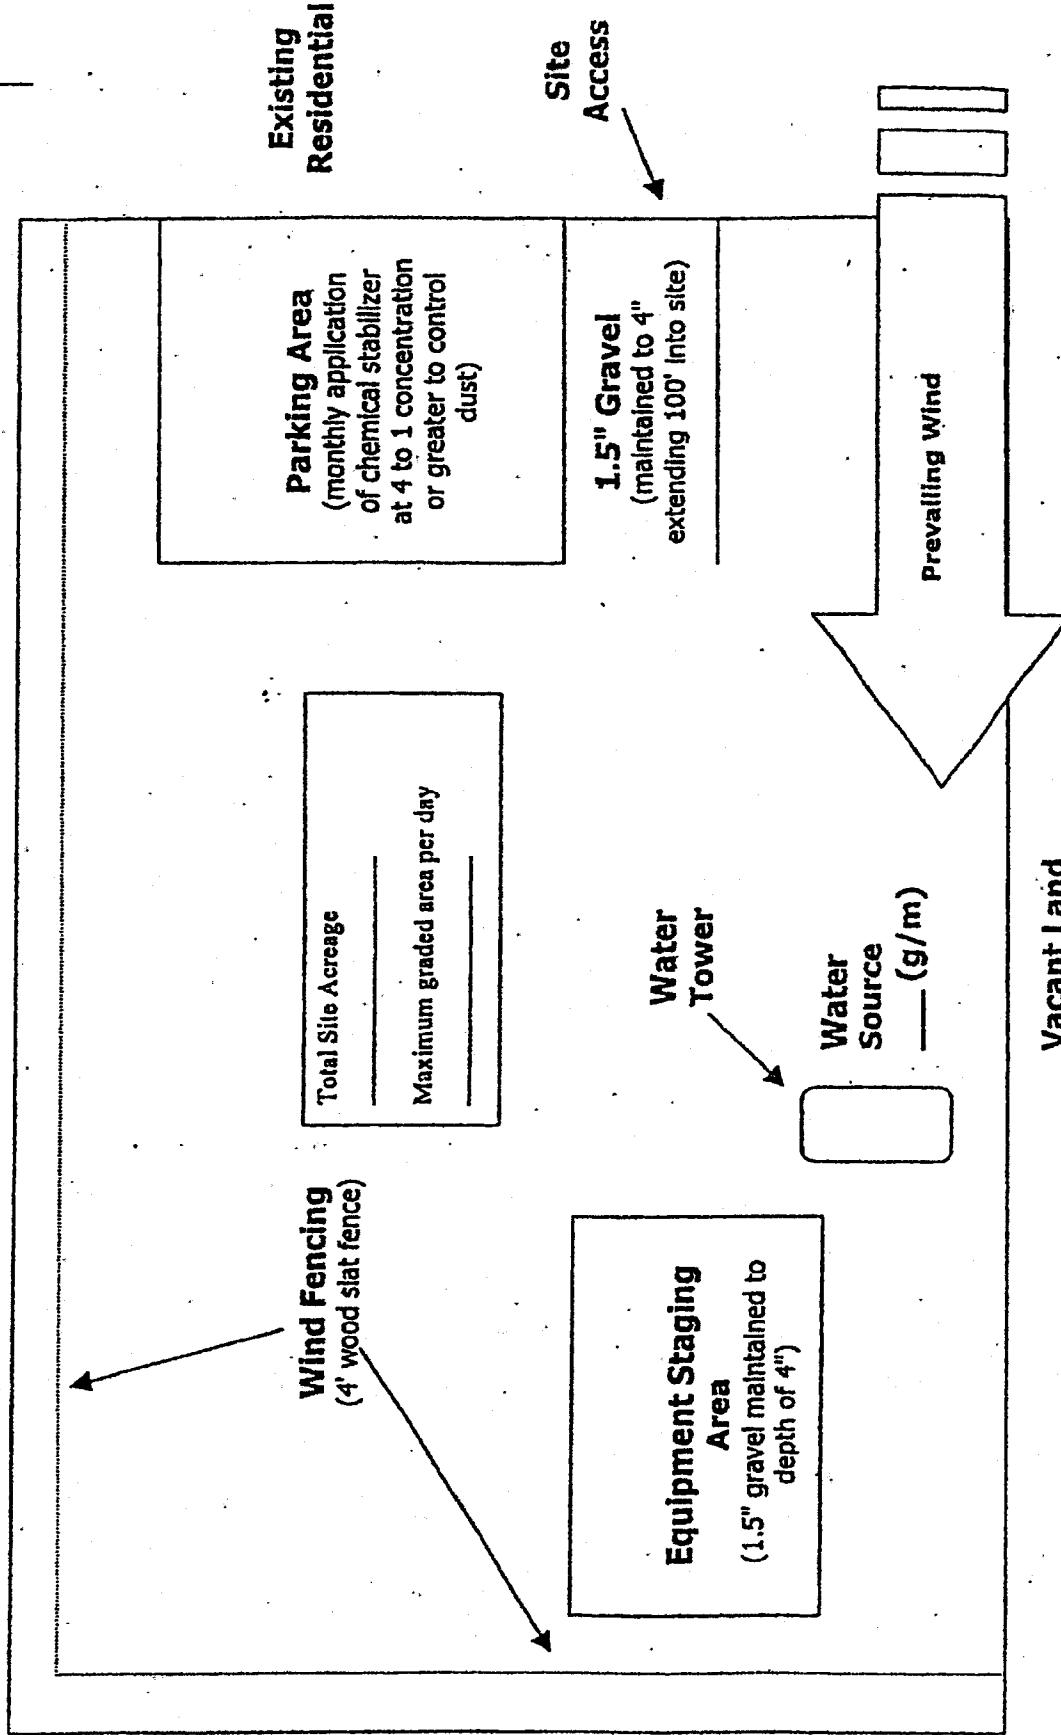 Existing
Residential
Site
Access
Parking Area
(monthly application
of chemical stabilizer
at 4 to 1 concentration
or greater to control
dust)
1.5" Gravel
(maintained to 4"
extending 100' into site)
Prevailing Wind
Total Site Acreage
Maximum graded area per day
Water
Tower
Water
Source
(g/m)
Vacant Land
Wind Fencing
(4' wood slat fence)
Equipment Staging
Area
(1.5" gravel maintained to
depth of 4")